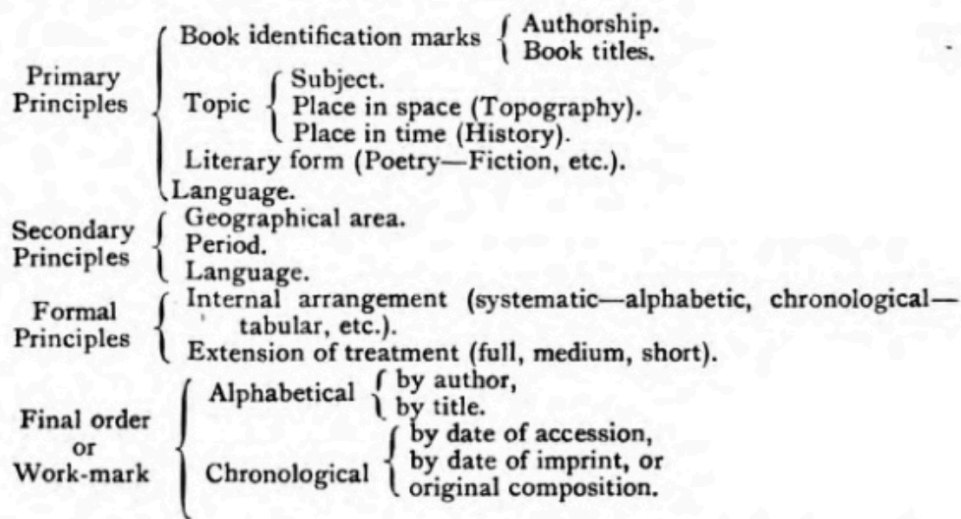 Primary Principles
Book identification marks
Authorship.
Book titles.
Topic
Subject.
Place in space (Topography).
Place in time (History).
Literary form (Poetry—Fiction, etc.).
Language.
Secondary Principles
Geographical area.
Period.
Language.
Formal Principles
Internal arrangement (systematic—alphabetic, chronological—
tabular, etc.).
Extension of treatment (full, medium, short).
Final order
or
Work-mark
Alphabetical
by author,
by title.
Chronological
by date of accession,
by date of imprint, or
original composition.